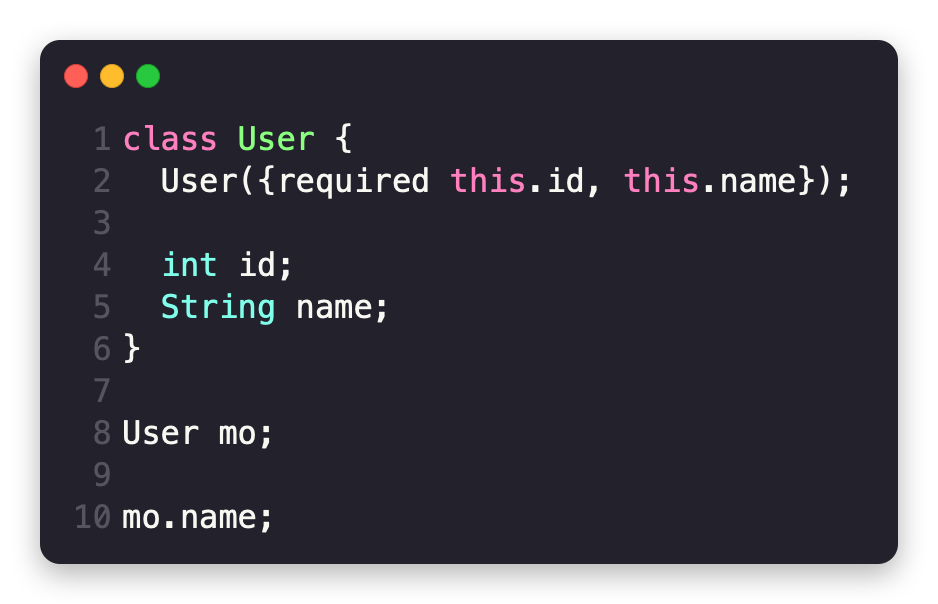 1 class User {
2   User({required this.id, this.name});
3
4   int id;
5   String name;
6 }
7
8 User mo;
9
10 mo.name;